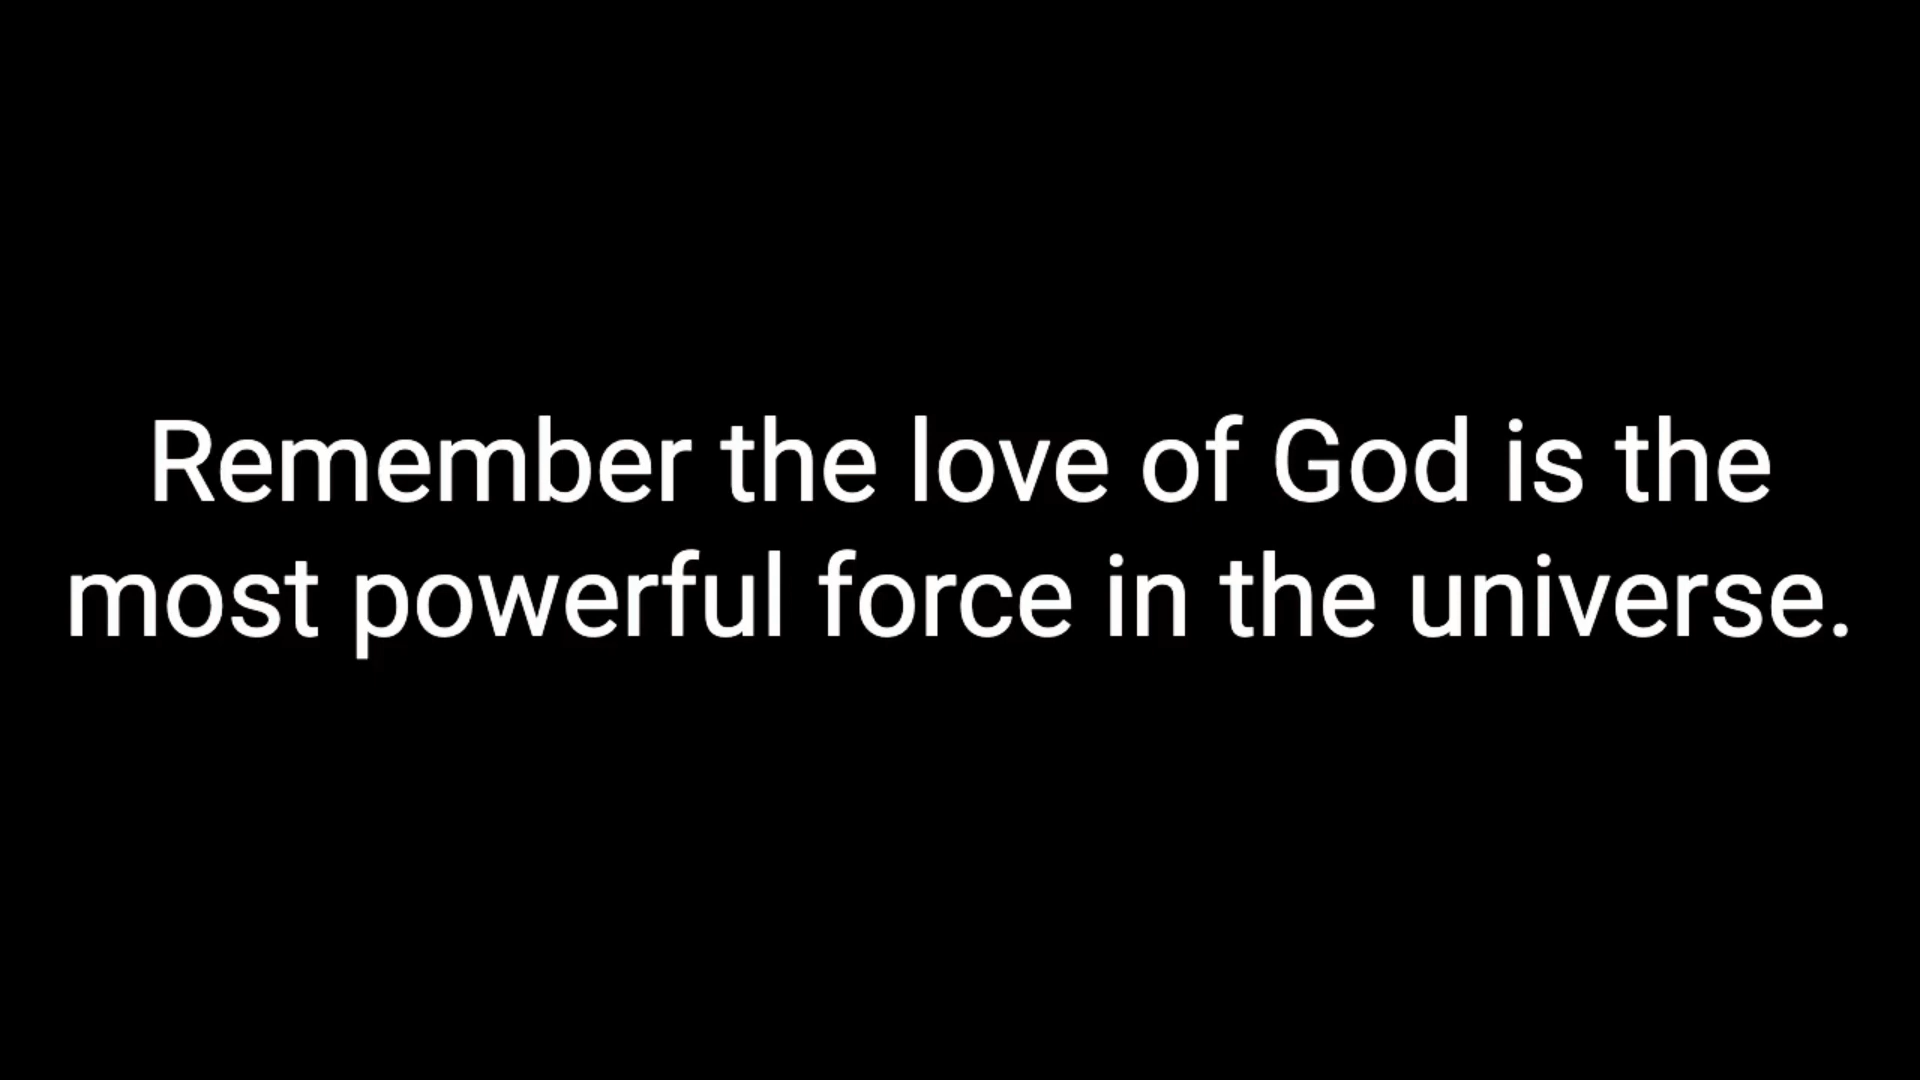 Remember the love of God is the
most powerful force in the universe.